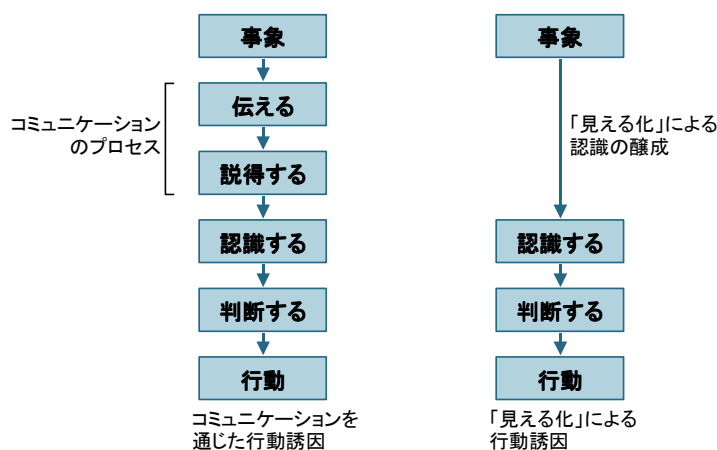 事象
伝える
説得する
コミュニケーション
のプロセス
認識する
判断する
行動
コミュニケーションを
通じた行動誘因
事象
「見える化」による
認識の醸成
認識する
判断する
行動
「見える化」による
行動誘因